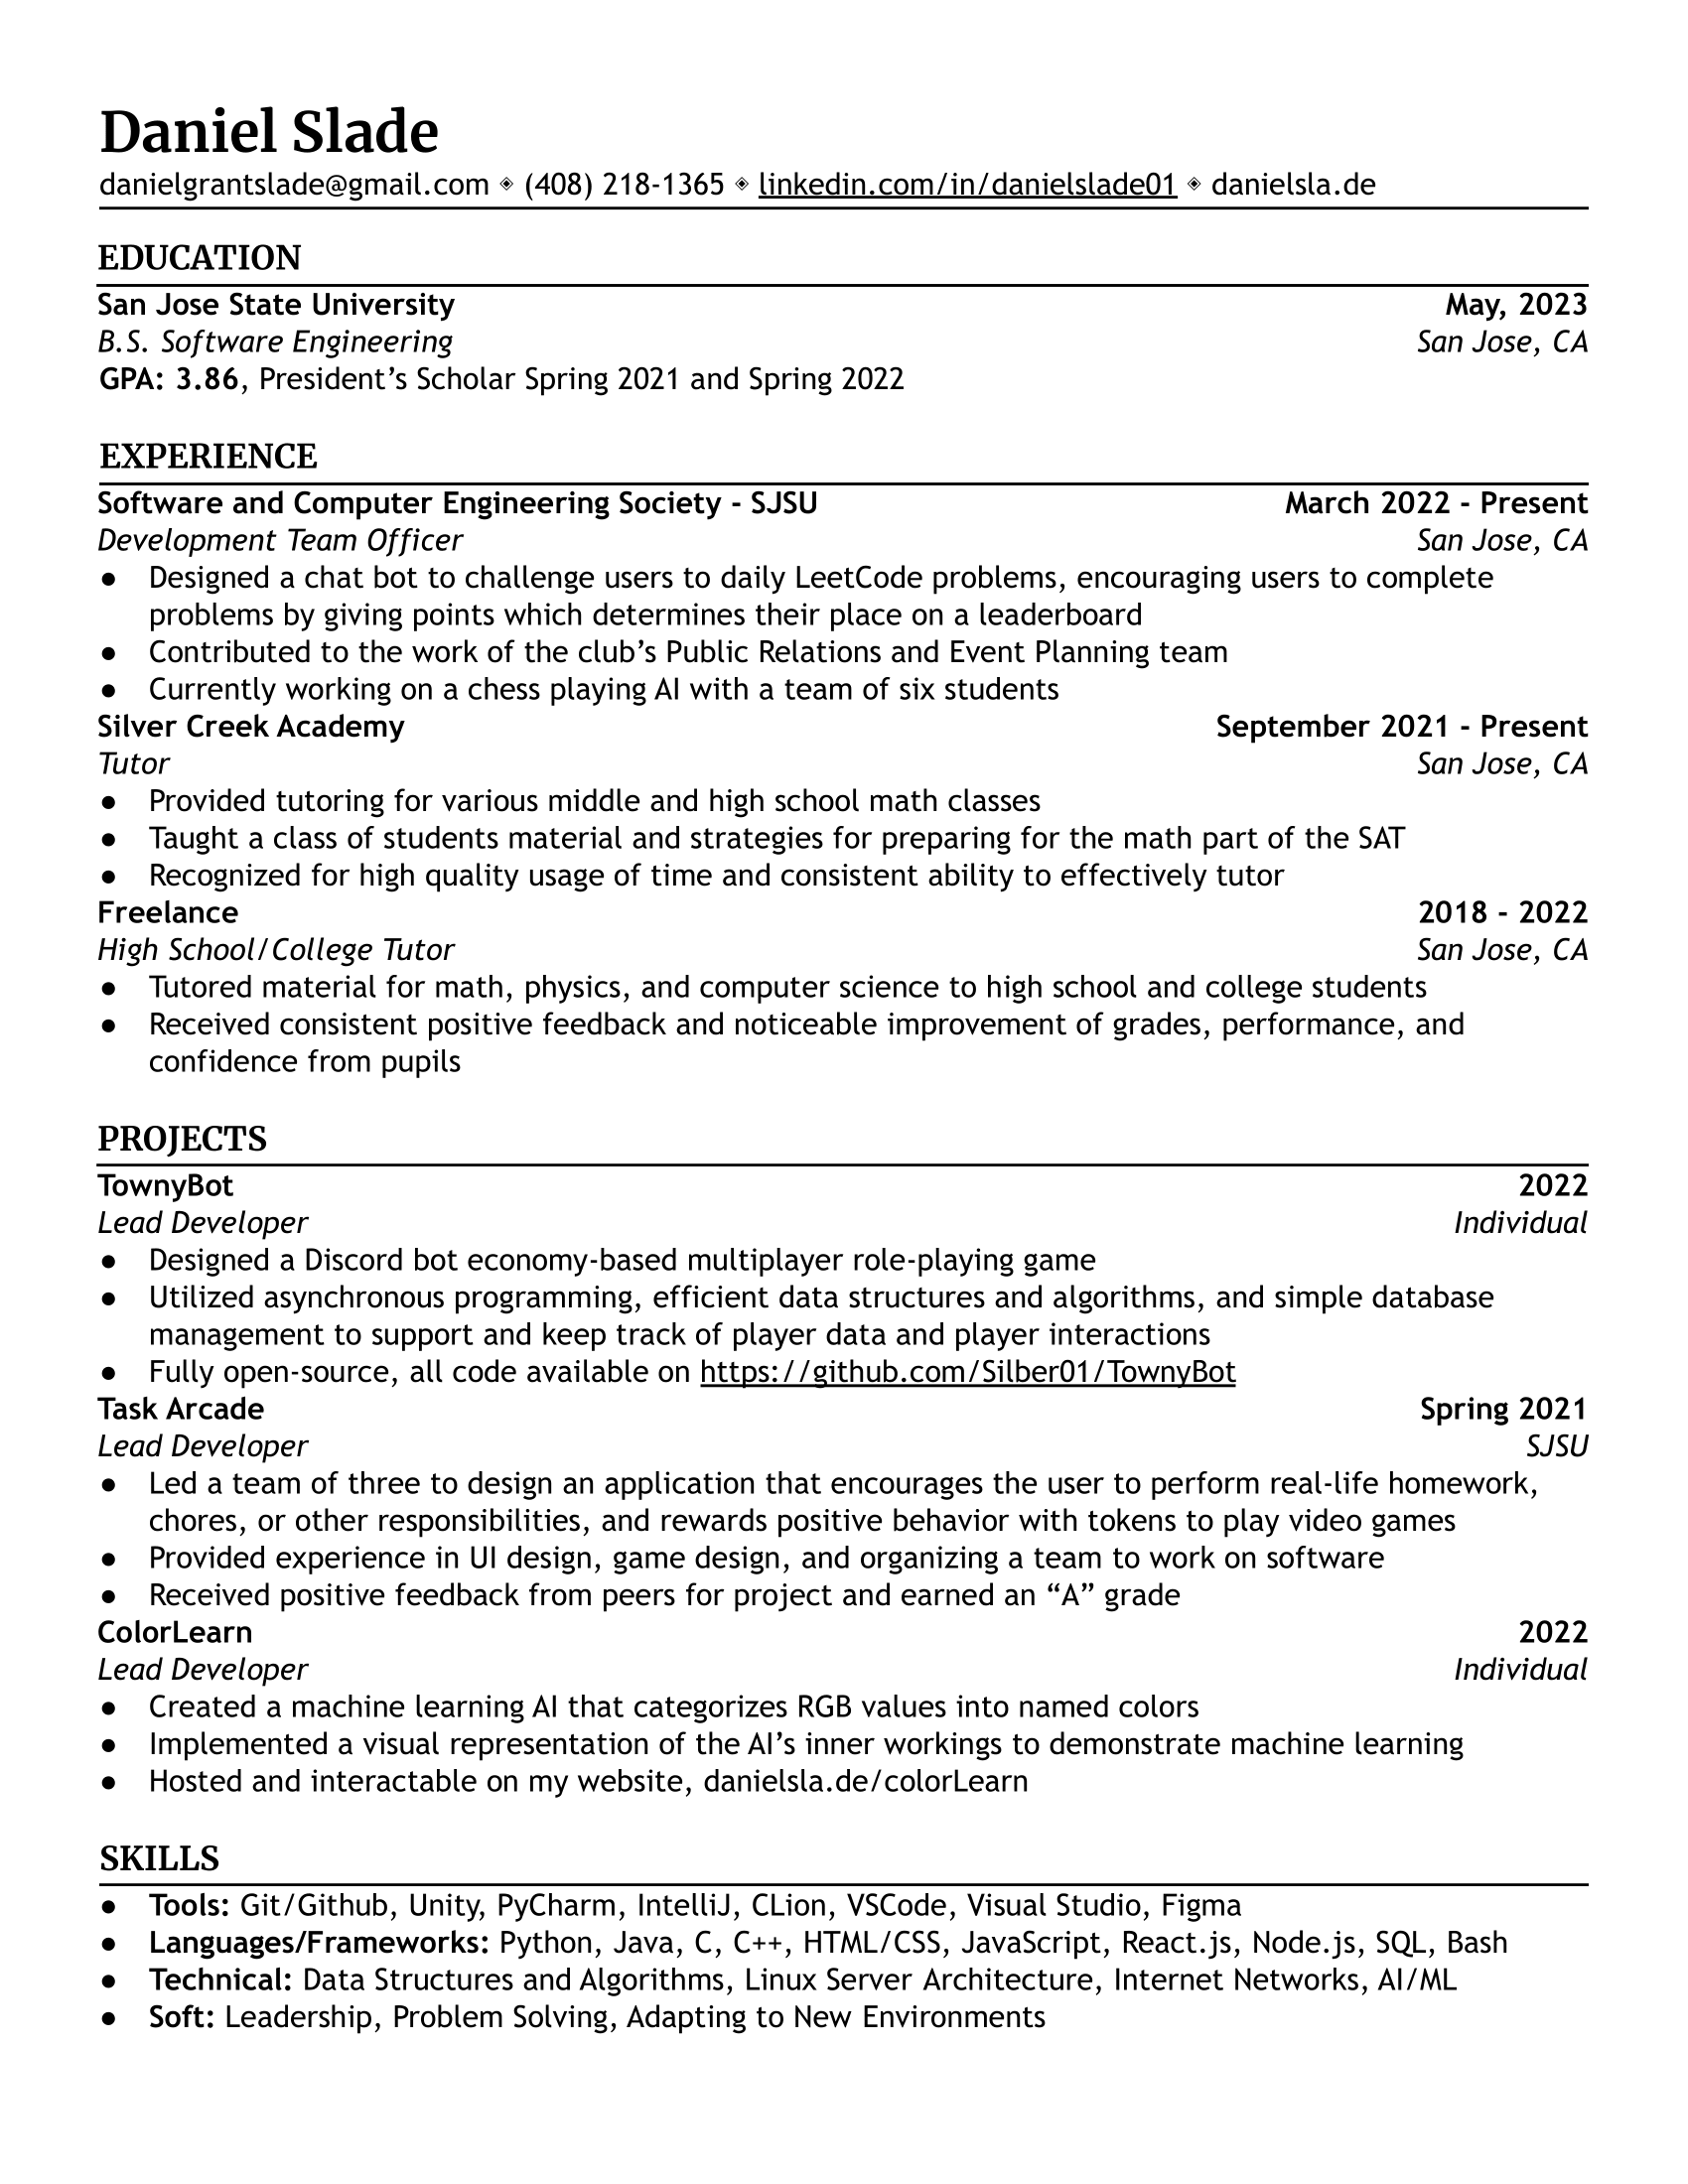 Daniel Slade
danielgrantslade@gmail.com ◈ (408) 218-1365 ◈ linkedin.com/in/danielslade01 ◈ danielsla.de
EDUCATION
San Jose State University May, 2023
B.S. Software Engineering San Jose, CA
GPA: 3.86, President’s Scholar Spring 2021 and Spring 2022
EXPERIENCE
Software and Computer Engineering Society - SJSU March 2022 - Present
Development Team Officer San Jose, CA
● Designed a chat bot to challenge users to daily LeetCode problems, encouraging users to complete
problems by giving points which determines their place on a leaderboard
● Contributed to the work of the club’s Public Relations and Event Planning team
● Currently working on a chess playing AI with a team of six students
Silver Creek Academy September 2021 - Present
Tutor San Jose, CA
● Provided tutoring for various middle and high school math classes
● Taught a class of students material and strategies for preparing for the math part of the SAT
● Recognized for high quality usage of time and consistent ability to effectively tutor
Freelance 2018 - 2022
High School/College Tutor San Jose, CA
● Tutored material for math, physics, and computer science to high school and college students
● Received consistent positive feedback and noticeable improvement of grades, performance, and
confidence from pupils
PROJECTS
TownyBot 2022
Lead Developer Individual
● Designed a Discord bot economy-based multiplayer role-playing game
● Utilized asynchronous programming, efficient data structures and algorithms, and simple database
management to support and keep track of player data and player interactions
● Fully open-source, all code available on https://github.com/Silber01/TownyBot
Task Arcade Spring 2021
Lead Developer SJSU
● Led a team of three to design an application that encourages the user to perform real-life homework,
chores, or other responsibilities, and rewards positive behavior with tokens to play video games
● Provided experience in UI design, game design, and organizing a team to work on software
● Received positive feedback from peers for project and earned an “A” grade
ColorLearn 2022
Lead Developer Individual
● Created a machine learning AI that categorizes RGB values into named colors
● Implemented a visual representation of the AI’s inner workings to demonstrate machine learning
● Hosted and interactable on my website, danielsla.de/colorLearn
SKILLS
● Tools: Git/Github, Unity, PyCharm, IntelliJ, CLion, VSCode, Visual Studio, Figma
● Languages/Frameworks: Python, Java, C, C++, HTML/CSS, JavaScript, React.js, Node.js, SQL, Bash
● Technical: Data Structures and Algorithms, Linux Server Architecture, Internet Networks, AI/ML
● Soft: Leadership, Problem Solving, Adapting to New Environments